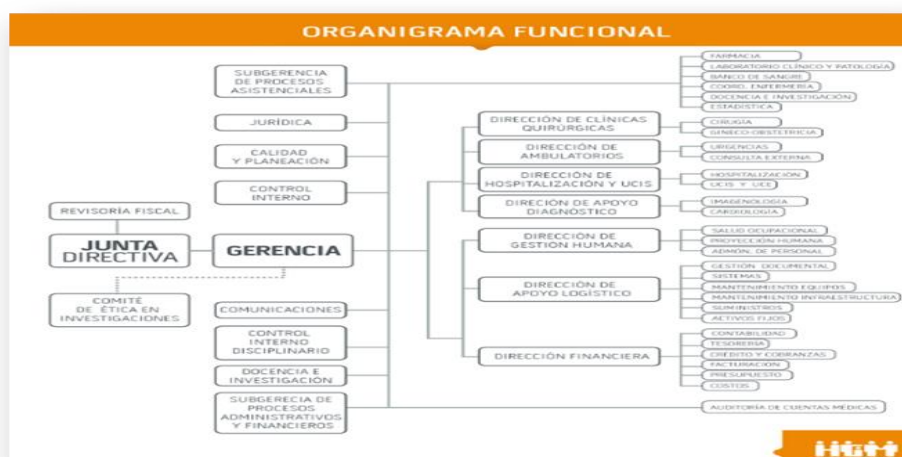 ORGANIGRAMA FUNCIONAL
SUBGERENCIA
DE PROCESOS
ASISTENCIALES
JURÍDICA
CALIDAD
Y PLANEACIÓN
CONTROL
INTERNO
REVISORÍA FISCAL
JUNTA
DIRECTIVA
GERENCIA
COMITÉ
DE ÉTICA EN
INVESTIGACIONES
COMUNICACIONES
CONTROL
INTERNO
DISCIPLINARIO
DOCENCIA E
INVESTIGACIÓN
SUBGERECIA DE
PROCESOS
ADMINISTRATIVOS
Y FINANCIEROS
DIRECCIÓN DE CLÍNICAS
QUIRÚRGICAS
DIRECCIÓN DE
AMBULATORIOS
DIRECCIÓN DE
HOSPITALIZACIÓN Y UCIS
DIRECIÓN DE APOYO
DIAGNÓSTICO
DIRECCIÓN DE
GESTIÓN HUMANA
DIRECCIÓN DE
APOYO LOGÍSTICO
DIRECCIÓN FINANCIERA
FARMACIA
LABORATORIO CLÍNICO Y PATOLOGÍA
BANCO DE SANGRE
COORD. ENFERMERÍA
DOCENCIA E INVESTIGACIÓN
ESTADÍSTICA
CIRUGÍA
GINECO-OBSTETRICIA
URGENCIAS
CONSULTA EXTERNA
HOSPITALIZACIÓN
UCIS Y UCE
IMAGENOLOGÍA
CARDIOLOGÍA
SALUD OCUPACIONAL
PROYECCIÓN HUMANA
ADMÓN. DE PERSONAL
GESTIÓN DOCUMENTAL
SISTEMAS
MANTENIMIENTO EQUIPOS
MANTENIMIENTO INFRAESTRUCTURA
SUMINISTROS
ACTIVOS FIJOS
CONTABILIDAD
TESORERÍA
CRÉDITO Y COBRANZAS
FACTURACIÓN
PRESUPUESTO
COSTOS
AUDITORÍA DE CUENTAS MÉDICAS
HGM